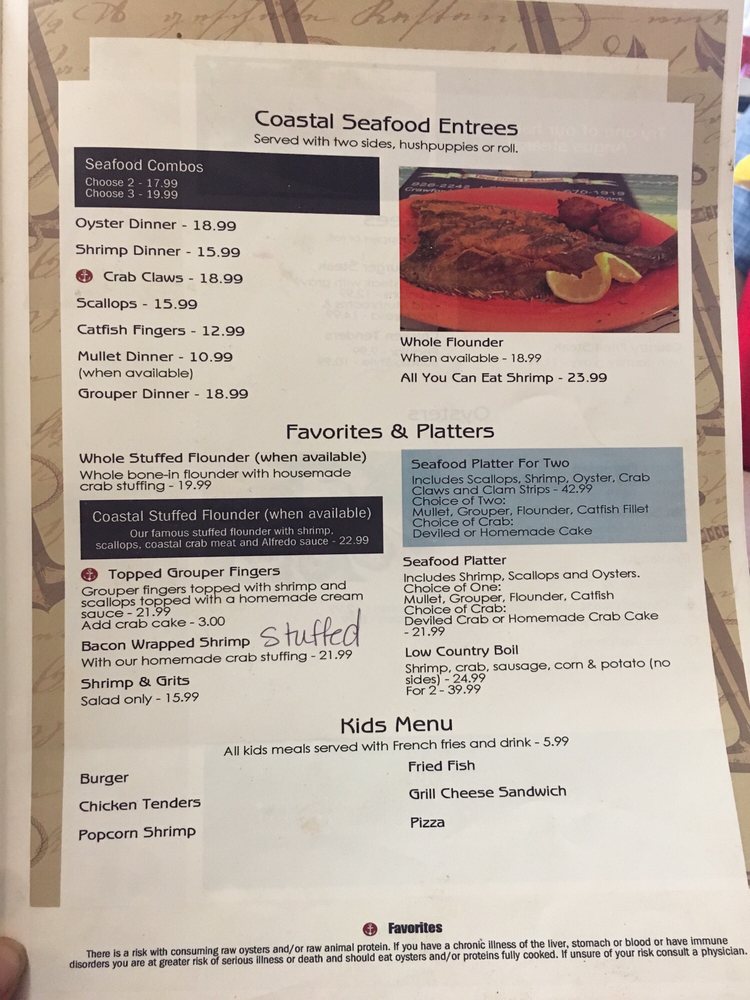 Coastal Seafood Entrees
Served with two sides, hushpuppies or roll.
Seafood Combos
Choose 2 - 17.99
Choose 3 - 19.99
Oyster Dinner - 18.99
Shrimp Dinner - 15.99
Crab Claws - 18.99
Scallops - 15.99
Catfish Fingers - 12.99
Mullet Dinner - 10.99
(when available)
Grouper Dinner - 18.99
Whole Flounder
When available - 18.99
All You Can Eat Shrimp - 23.99
Favorites & Platters
Whole Stuffed Flounder (when available)
Whole bone-in flounder with housemade
crab stuffing - 19.99
Coastal Stuffed Flounder (when available)
Our famous stuffed flounder with shrimp,
scallops, coastal crab meat and Alfredo sauce - 22.99
Topped Grouper Fingers
Grouper fingers topped with shrimp and
scallops topped with a homemade cream
sauce - 21.99
Add crab cake - 3.00
Bacon Wrapped Shrimp Stuffed
With our homemade crab stuffing - 21.99
Shrimp & Grits
Salad only - 15.99
Seafood Platter For Two
Includes Scallops, Shrimp, Oyster, Crab
Claws and Clam Strips - 42.99
Choice of Two:
Mullet, Grouper, Flounder, Catfish Fillet
Choice of Crab:
Deviled or Homemade Cake
Seafood Platter
Includes Shrimp, Scallops and Oysters.
Choice of One:
Mullet, Grouper, Flounder, Catfish
Choice of Crab:
Deviled Crab or Homemade Crab Cake
- 21.99
Low Country Boil
Shrimp, crab, sausage, corn & potato (no
sides) - 24.99
For 2 - 39.99
Kids Menu
All kids meals served with French fries and drink - 5.99
Burger
Chicken Tenders
Popcorn Shrimp
Fried Fish
Grill Cheese Sandwich
Pizza
Favorites
There is a risk with consuming raw oysters and/or raw animal protein. If you have a chronic illness of the liver, stomach or blood or have immune
disorders you are at greater risk of serious illness or death and should eat oysters and/or proteins fully cooked. If unsure of your risk consult a physician.